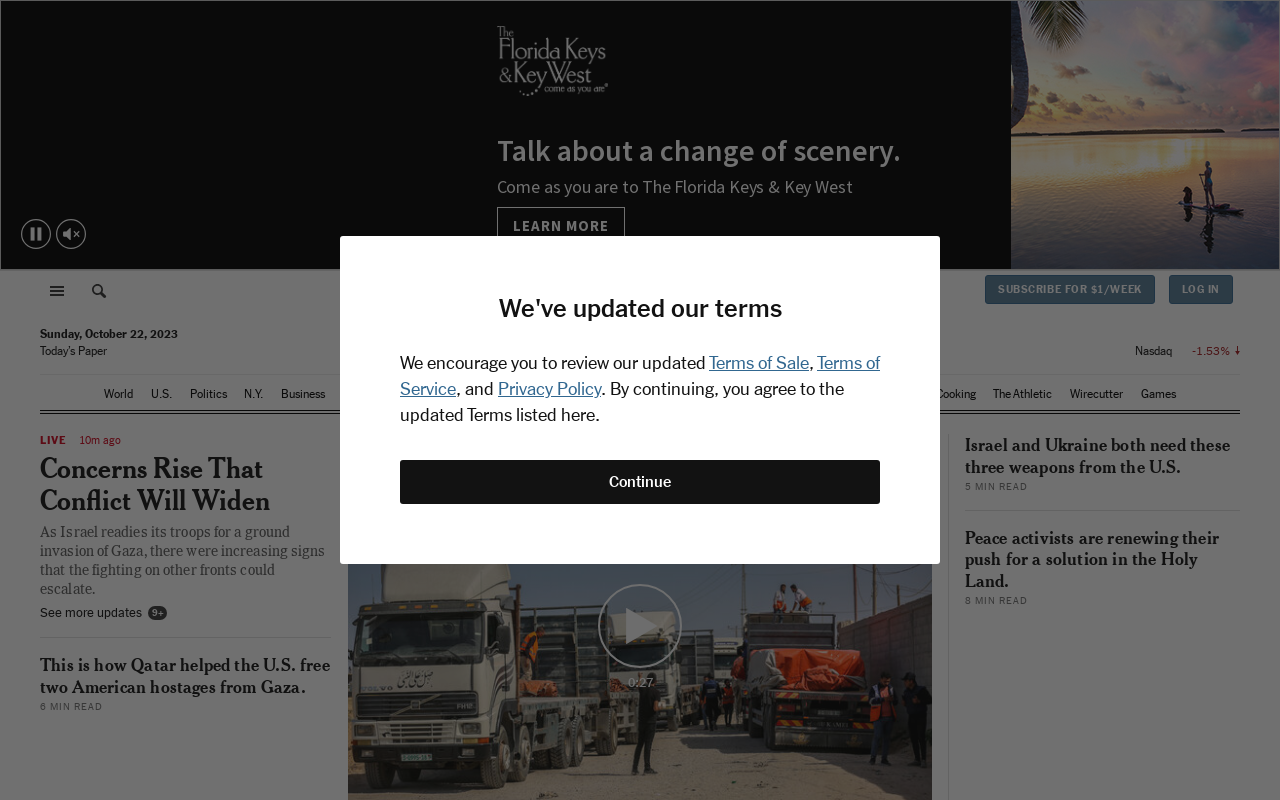 The
Florida Keys
& Key West
come as you are®
Talk about a change of scenery.
Come as you are to The Florida Keys & Key West
LEARN MORE
SUBSCRIBE FOR $1/WEEK
LOG IN
Sunday, October 22, 2023
Today's Paper
Nasdaq -1.53%
World U.S. Politics N.Y. Business Cooking The Athletic Wirecutter Games
We've updated our terms
We encourage you to review our updated Terms of Sale, Terms of
Service, and Privacy Policy. By continuing, you agree to the
updated Terms listed here.
Continue
LIVE 10m ago
Concerns Rise That
Conflict Will Widen
As Israel readies its troops for a ground
invasion of Gaza, there were increasing signs
that the fighting on other fronts could
escalate.
See more updates 9+
This is how Qatar helped the U.S. free
two American hostages from Gaza.
6 MIN READ
0:27
VOLVO
FH12
Israel and Ukraine both need these
three weapons from the U.S.
5 MIN READ
Peace activists are renewing their
push for a solution in the Holy
Land.
8 MIN READ